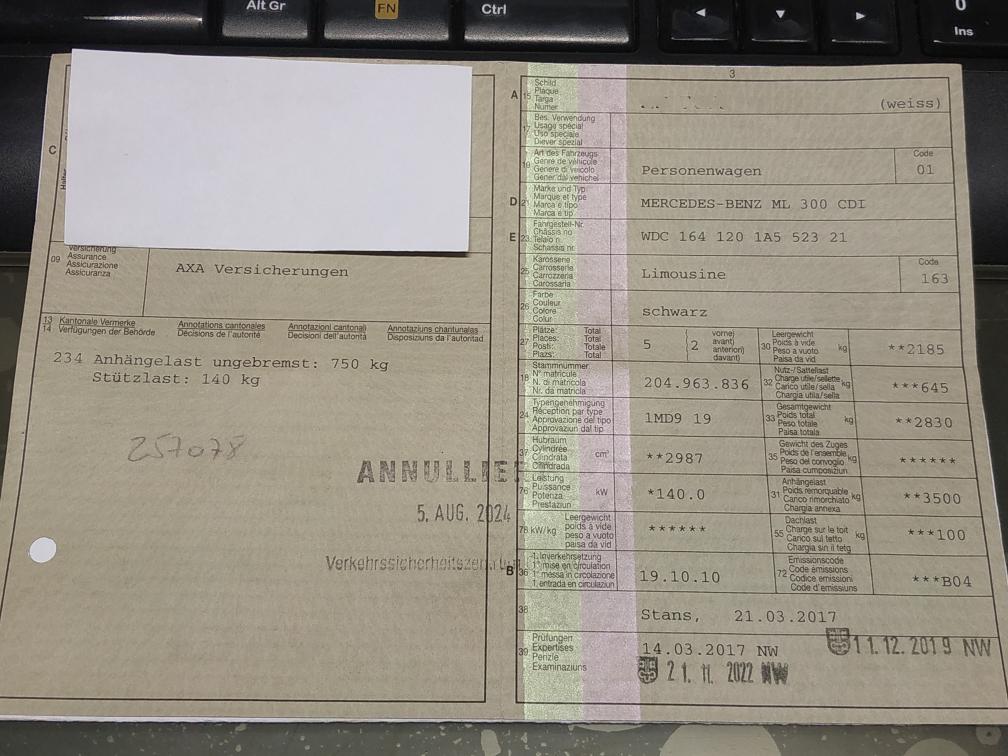 Alt Gr
FN
Ctrl
0
Ins
C
09 Versicherung
Assurance
Assicurazione
Assicuranza
AXA Versicherungen
13 Kantonale Vermerke Annotations cantonales Annotazioni cantonali Annotaziuns chantunalas
14 Verfügungen der Behörde Décisions de l'autorité Decisioni dell'autorità Disposiziuns da l'autoritad
234 Anhängelast ungebremst: 750 kg
Stützlast: 140 kg
257078
ANNULLIE
5. AUG. 2024
Verkehrssicherheitszentrum
3
A 15 Schild
Plaque
Targa
Numer
(weiss)
17 Bes. Verwendung
Usage spécial
Uso speciale
Diever spezial
19 Art des Fahrzeugs
Genre de véhicule
Genere di veicolo
Gener dal vehichel
Personenwagen
Code
01
D 21 Marke und Typ
Marque et type
Marca e tipo
Marca e tip
MERCEDES-BENZ ML 300 CDI
E 23 Fahrgestell-Nr.
Châssis no
Telaio n.
Schassis nr.
WDC 164 120 1A5 523 21
25 Karosserie
Carrosserie
Carrozzeria
Carossaria
Limousine
Code
163
26 Farbe
Couleur
Colore
Colur
schwarz
27 Plätze: Total
Places: Total
Posti: Totale
Plazs: Totale
5
2
vorne)
avant)
anteriori)
davant)
30 Leergewicht
Poids à vide
Peso a vuoto
Paisa da vid
kg
**2185
18 Stammnummer
N° matricule
N. di matricola
Nr. da matricla
204.963.836
32 Nutz-/Sattellast
Charge utile/sellette
Carico utile/sella
Chargia utila/sella
kg
***645
24 Typengenehmigung
Réception par type
Approvazione del tipo
Approvaziun dal tip
1MD9 19
33 Gesamtgewicht
Poids total
Peso totale
Paisa totala
kg
**2830
37 Hubraum
Cylindrée
Cilindrata
Cilindrada
cm³
**2987
35 Gewicht des Zuges
Poids de l'ensemble
Peso del convoglio
Paisa cumposiziun
kg
******
76 Leistung
Puissance
Potenza
Prestaziun
kW
*140.0
31 Anhängelast
Poids remorquable
Carico rimorchiato
Chargia annexa
kg
**3500
78 kW/kg
Leergewicht
poids à vide
peso a vuoto
paisa da vid
******
55 Dachlast
Charge sur le toit
Carico sul tetto
Chargia sin il tetg
kg
***100
B 36 1. Inverkehrsetzung
1re mise en circulation
1a messa in circolazione
1. entrada en circulaziun
19.10.10
72 Emissionscode
Code émissions
Codice emissioni
Code d'emissiuns
***B04
38
Stans, 21.03.2017
39 Prüfungen
Expertises
Perizie
Examinaziuns
14.03.2017 NW
11.12.2019 NW
21.11.2022 NW